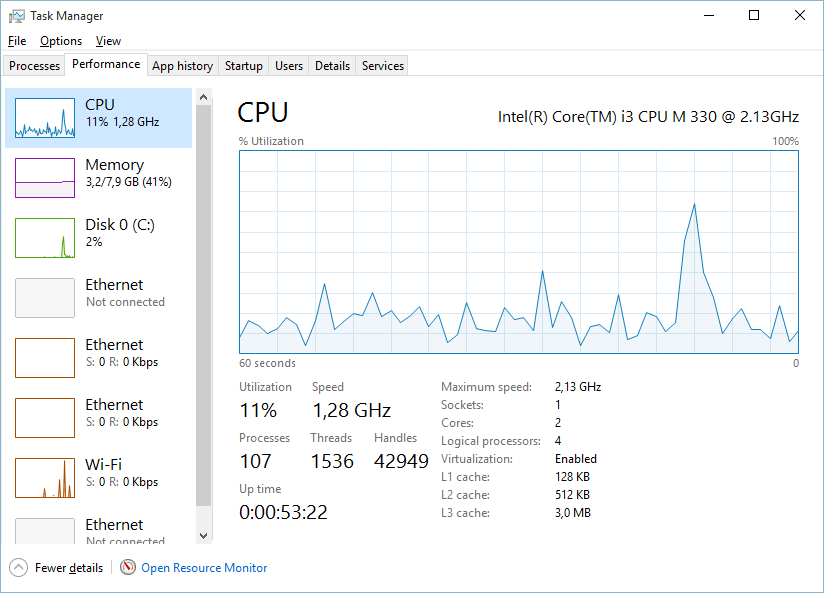 Task Manager
File Options View
Processes Performance App history Startup Users Details Services
CPU
11% 1,28 GHz
Memory
3,2/7,9 GB (41%)
Disk 0 (C:)
2%
Ethernet
Not connected
Ethernet
S: 0 R: 0 Kbps
Ethernet
S: 0 R: 0 Kbps
Wi-Fi
S: 0 R: 0 Kbps
Ethernet
Not connected
CPU Intel(R) Core(TM) i3 CPU M 330 @ 2.13GHz
% Utilization 100%
60 seconds 0
Utilization Speed
11% 1,28 GHz
Processes Threads Handles
107 1536 42949
Up time
0:00:53:22
Maximum speed: 2,13 GHz
Sockets: 1
Cores: 2
Logical processors: 4
Virtualization: Enabled
L1 cache: 128 KB
L2 cache: 512 KB
L3 cache: 3,0 MB
Fewer details Open Resource Monitor